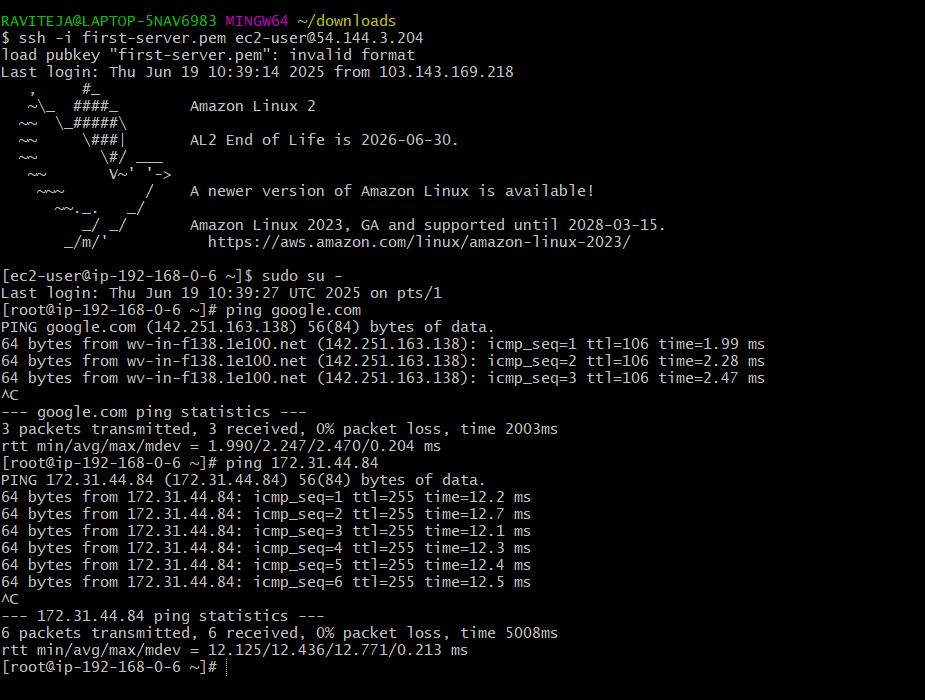 RAVITEJA@LAPTOP-5NAV6983 MINGW64 ~/downloads
$ ssh -i first-server.pem ec2-user@54.144.3.204
load pubkey "first-server.pem": invalid format
Last login: Thu Jun 19 10:39:14 2025 from 103.143.169.218
   ,     #_
   ~\_  ####_        Amazon Linux 2
  ~~  \_#####\
  ~~     \###|       AL2 End of Life is 2026-06-30.
  ~~       \#/ ___
   ~~       V~' '->
    ~~~         /    A newer version of Amazon Linux is available!
      ~~._.   _/
         _/ _/       Amazon Linux 2023, GA and supported until 2028-03-15.
       _/m/'           https://aws.amazon.com/linux/amazon-linux-2023/
[ec2-user@ip-192-168-0-6 ~]$ sudo su -
Last login: Thu Jun 19 10:39:27 UTC 2025 on pts/1
[root@ip-192-168-0-6 ~]# ping google.com
PING google.com (142.251.163.138) 56(84) bytes of data.
64 bytes from wv-in-f138.1e100.net (142.251.163.138): icmp_seq=1 ttl=106 time=1.99 ms
64 bytes from wv-in-f138.1e100.net (142.251.163.138): icmp_seq=2 ttl=106 time=2.28 ms
64 bytes from wv-in-f138.1e100.net (142.251.163.138): icmp_seq=3 ttl=106 time=2.47 ms
^C
--- google.com ping statistics ---
3 packets transmitted, 3 received, 0% packet loss, time 2003ms
rtt min/avg/max/mdev = 1.990/2.247/2.470/0.204 ms
[root@ip-192-168-0-6 ~]# ping 172.31.44.84
PING 172.31.44.84 (172.31.44.84) 56(84) bytes of data.
64 bytes from 172.31.44.84: icmp_seq=1 ttl=255 time=12.2 ms
64 bytes from 172.31.44.84: icmp_seq=2 ttl=255 time=12.7 ms
64 bytes from 172.31.44.84: icmp_seq=3 ttl=255 time=12.1 ms
64 bytes from 172.31.44.84: icmp_seq=4 ttl=255 time=12.3 ms
64 bytes from 172.31.44.84: icmp_seq=5 ttl=255 time=12.4 ms
64 bytes from 172.31.44.84: icmp_seq=6 ttl=255 time=12.5 ms
^C
--- 172.31.44.84 ping statistics ---
6 packets transmitted, 6 received, 0% packet loss, time 5008ms
rtt min/avg/max/mdev = 12.125/12.436/12.771/0.213 ms
[root@ip-192-168-0-6 ~]#